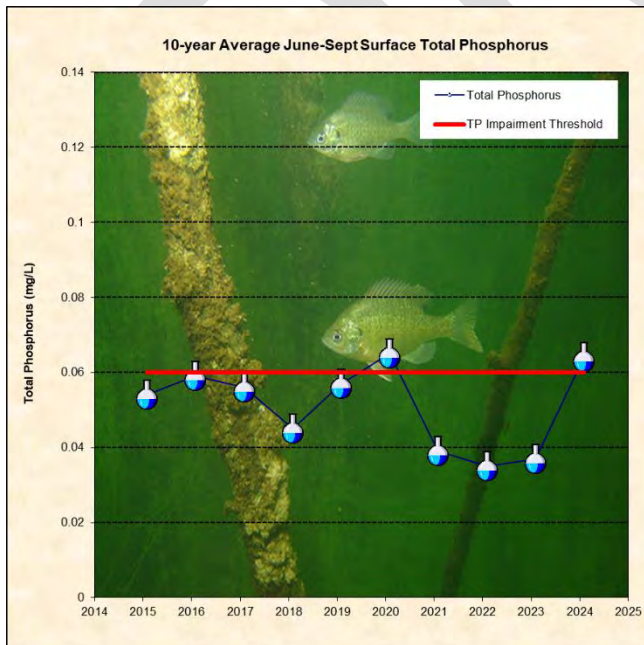 10-year Average June-Sept Surface Total Phosphorus
0.14
0.12
0.1
0.08
0.06
0.04
0.02
0
Total Phosphorus (mg/L)
Total Phosphorus
TP Impairment Threshold
2014 2015 2016 2017 2018 2019 2020 2021 2022 2023 2024 2025